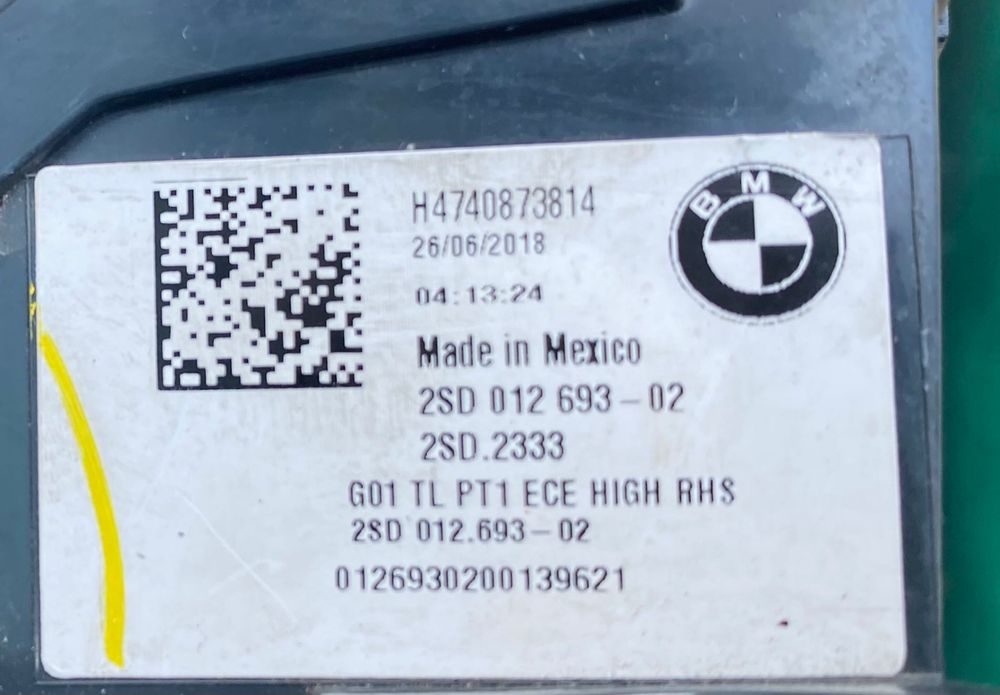 H4740873814
26/06/2018
04:13:24
BMW
Made in Mexico
2SD 012 693-02
2SD.2333
G01 TL PT1 ECE HIGH RHS
2SD 012.693-02
0126930200139621